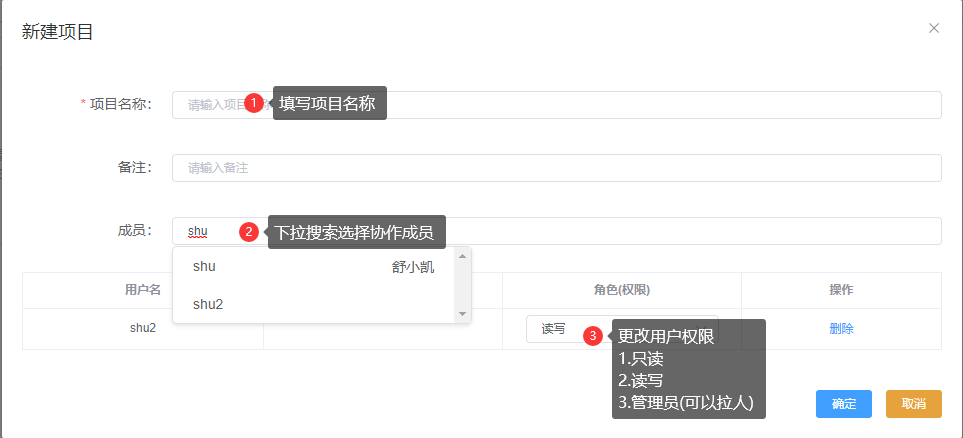 新建项目
* 项目名称:
请输入项目名称
1
填写项目名称
备注:
请输入备注
成员:
shu
2
下拉搜索选择协作成员
shu 舒小凯
shu2
用户名
角色(权限)
操作
shu2
读写
删除
3
更改用户权限
1.只读
2.读写
3.管理员(可以拉人)
确定
取消